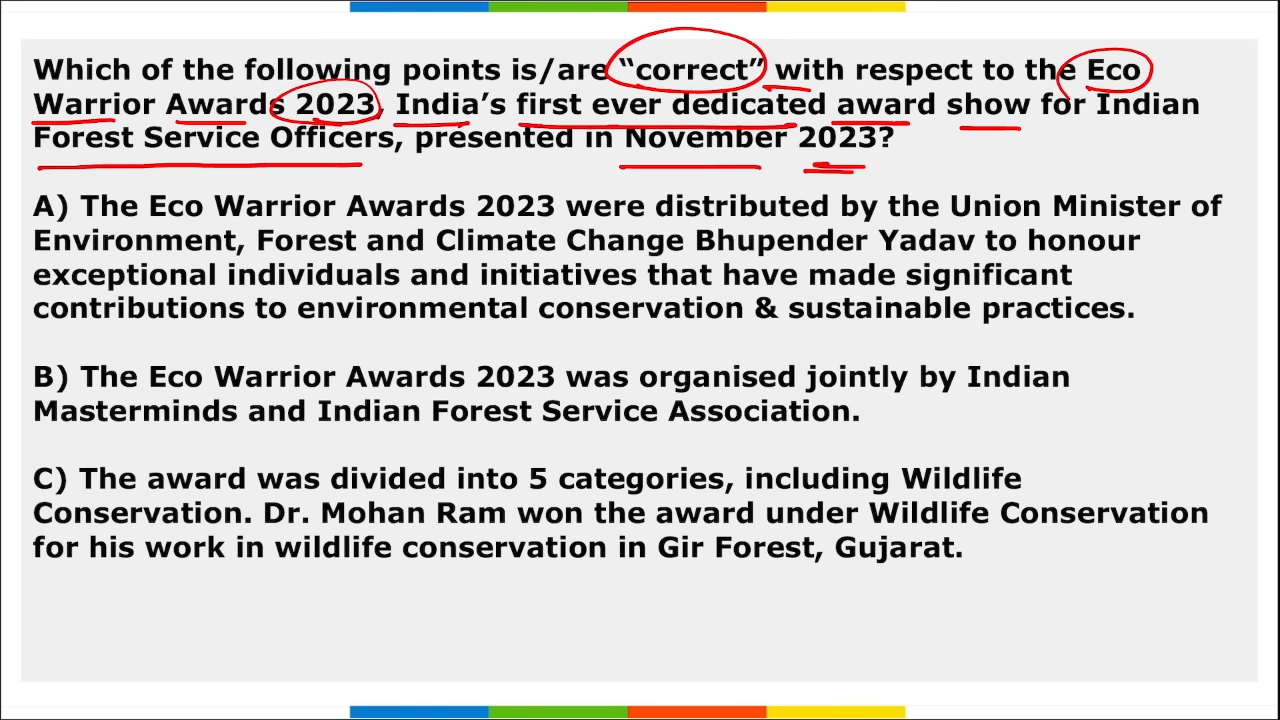 Which of the following points is/are “correct” with respect to the Eco
Warrior Awards 2023, India’s first ever dedicated award show for Indian
Forest Service Officers, presented in November 2023?
A) The Eco Warrior Awards 2023 were distributed by the Union Minister of
Environment, Forest and Climate Change Bhupender Yadav to honour
exceptional individuals and initiatives that have made significant
contributions to environmental conservation & sustainable practices.
B) The Eco Warrior Awards 2023 was organised jointly by Indian
Masterminds and Indian Forest Service Association.
C) The award was divided into 5 categories, including Wildlife
Conservation. Dr. Mohan Ram won the award under Wildlife Conservation
for his work in wildlife conservation in Gir Forest, Gujarat.